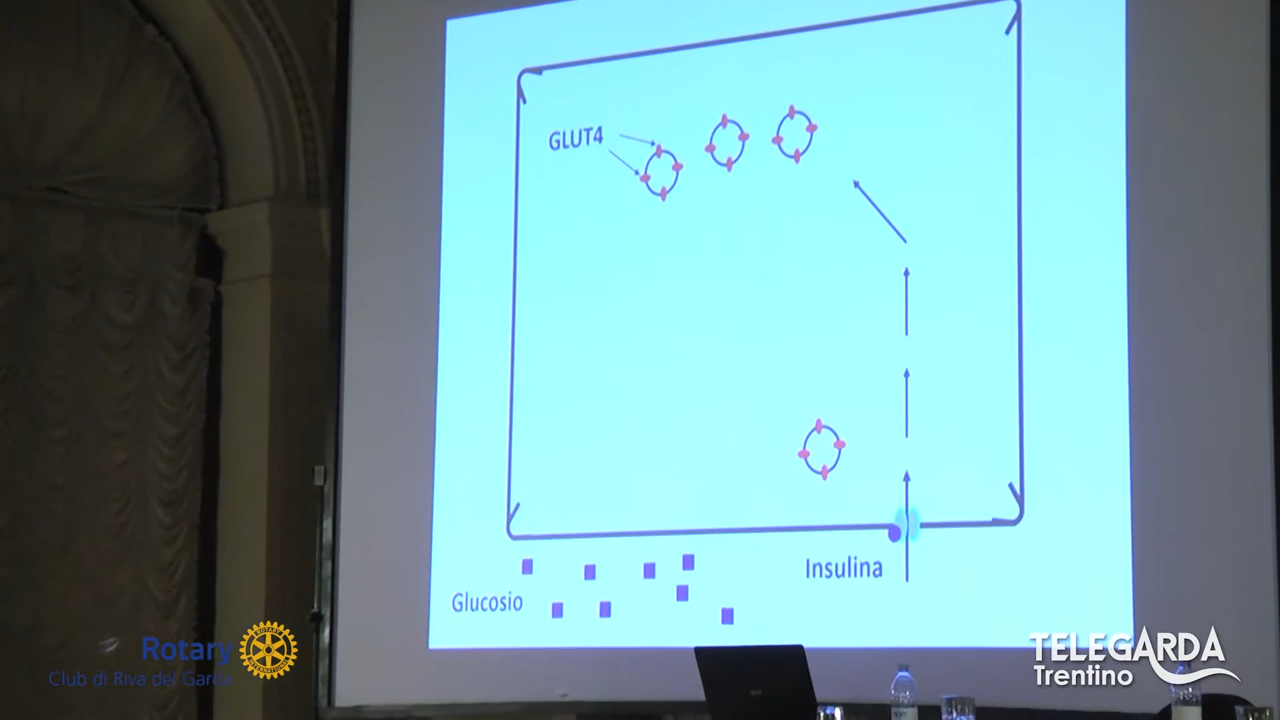 GLUT4
Insulina
Glucosio
Rotary
Club di Riva del Garda
TELEGARDA
Trentino